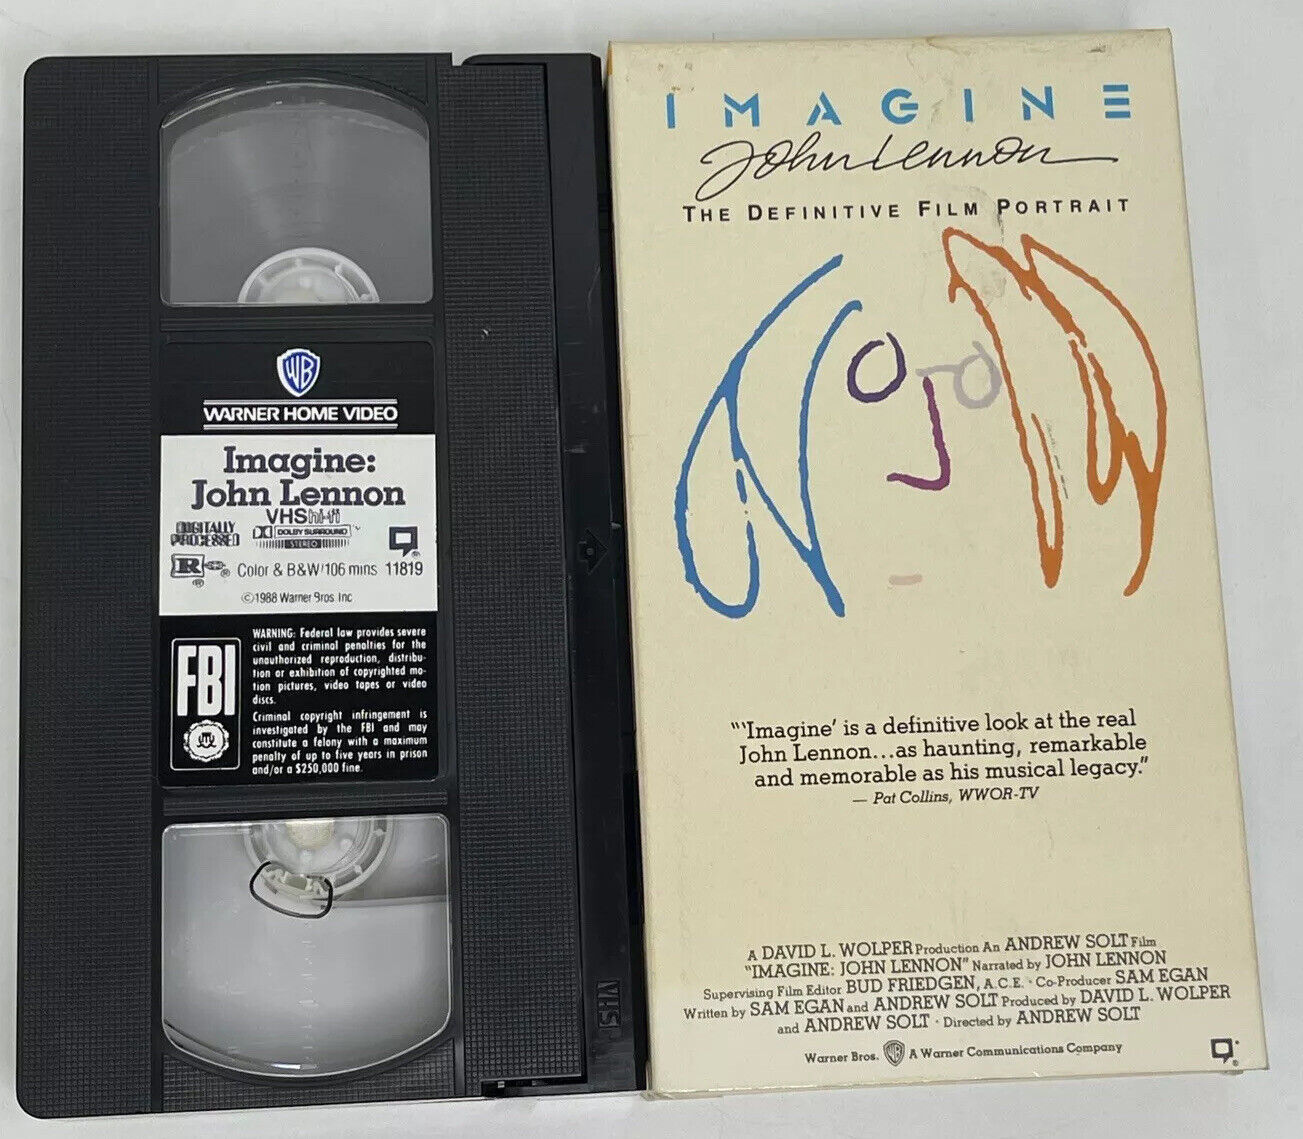 WB
WARNER HOME VIDEO
Imagine:
John Lennon
VHS hi-fi
DIGITALLY
PROCESSED
DOLBY SURROUND
STEREO
R
Color & B&W/106 mins 11819
©1988 Warner Bros Inc
FBI
WARNING: Federal law provides severe
civil and criminal penalties for the
unauthorized reproduction, distribu-
tion or exhibition of copyrighted mo-
tion pictures, video tapes or video
discs.
Criminal copyright infringement is
investigated by the FBI and may
constitute a felony with a maximum
penalty of up to five years in prison
and/or a $250,000 fine.
VHS
IMAGINE
John Lennon
THE DEFINITIVE FILM PORTRAIT
"'Imagine' is a definitive look at the real
John Lennon...as haunting, remarkable
and memorable as his musical legacy."
— Pat Collins, WWOR-TV
A DAVID L. WOLPER Production An ANDREW SOLT Film
"IMAGINE: JOHN LENNON" Narrated by JOHN LENNON
Supervising Film Editor BUD FRIEDGEN, A.C.E. · Co-Producer SAM EGAN
Written by SAM EGAN and ANDREW SOLT Produced by DAVID L. WOLPER
and ANDREW SOLT · Directed by ANDREW SOLT
Warner Bros. WB A Warner Communications Company